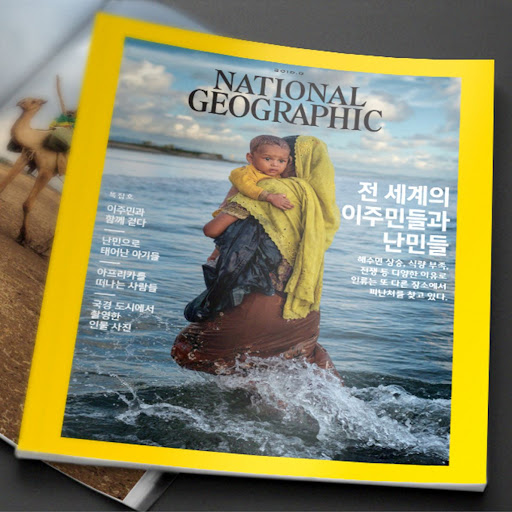 NATIONAL
GEOGRAPHIC
특집호
이주민과
함께 걷다
난민으로
태어난 아기들
아프리카를
떠나는 사람들
국경 도시에서
촬영한
인물 사진
전 세계의
이주민들과
난민들
해수면 상승, 식량 부족,
전쟁 등 다양한 이유로
인류는 또 다른 장소에서
피난처를 찾고 있다.